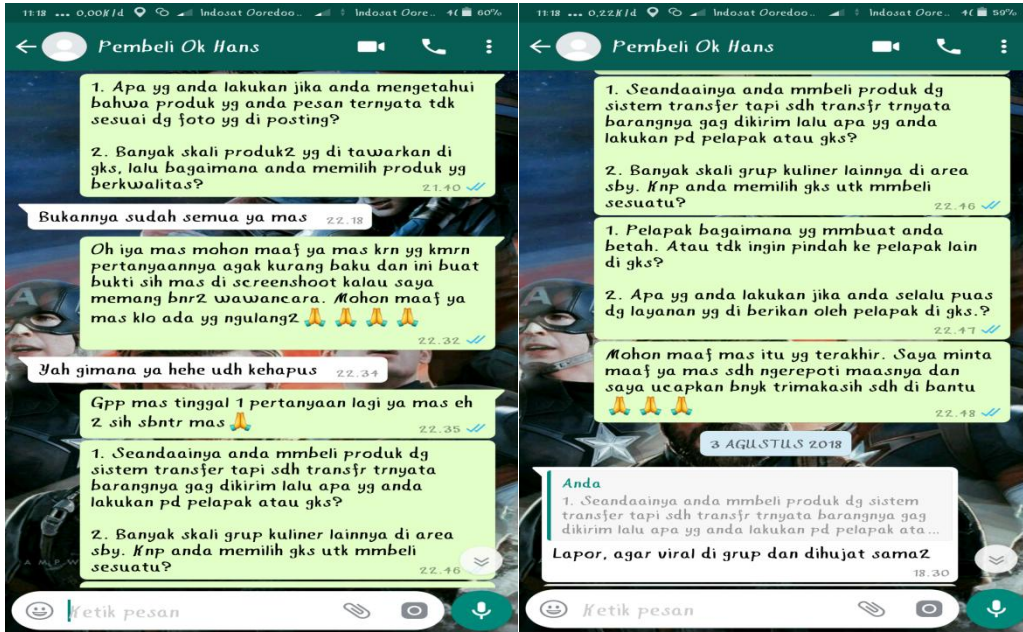 11:18 ... 0,00K/d Indosat Ooredoo... Indosat Oore.. 4G 60%
Pembeli Ok Hans
1. Apa yg anda lakukan jika anda mengetahui
bahwa produk yg anda pesan ternyata tdk
sesuai dg foto yg di posting?
2. Banyak skali produk2 yg di tawarkan di
gks, lalu bagaimana anda memilih produk yg
berkwalitas?
21.40
Bukannya sudah semua ya mas 22.18
Oh iya mas mohon maaf ya mas krn yg kmrn
pertanyaannya agak kurang baku dan ini buat
bukti sih mas di screenshoot kalau saya
memang bnr2 wawancara. Mohon maaf ya
mas klo ada yg ngulang2
22.32
Yah gimana ya hehe udh kehapus 22.34
Gpp mas tinggal 1 pertanyaan lagi ya mas eh
2 sih sbntr mas
22.35
1. Seandaainya anda mmbeli produk dg
sistem transfer tapi sdh transfr trnyata
barangnya gag dikirim lalu apa yg anda
lakukan pd pelapak atau gks?
2. Banyak skali grup kuliner lainnya di area
sby. Knp anda memilih gks utk mmbeli
sesuatu?
22.46
Ketik pesan
11:18 ... 0,22K/d Indosat Ooredoo... Indosat Oore.. 4G 59%
Pembeli Ok Hans
1. Seandaainya anda mmbeli produk dg
sistem transfer tapi sdh transfr trnyata
barangnya gag dikirim lalu apa yg anda
lakukan pd pelapak atau gks?
2. Banyak skali grup kuliner lainnya di area
sby. Knp anda memilih gks utk mmbeli
sesuatu?
22.46
1. Pelapak bagaimana yg mmbuat anda
betah. Atau tdk ingin pindah ke pelapak lain
di gks?
2. Apa yg anda lakukan jika anda selalu puas
dg layanan yg di berikan oleh pelapak di gks.?
22.47
Mohon maaf mas itu yg terakhir. Saya minta
maaf ya mas sdh ngerepoti maasnya dan
saya ucapkan bnyk trimakasih sdh di bantu
22.48
3 AGUSTUS 2018
Anda
1. Seandaainya anda mmbeli produk dg sistem
transfer tapi sdh transfr trnyata barangnya gag
dikirim lalu apa yg anda lakukan pd pelapak ata...
Lapor, agar viral di grup dan dihujat sama2
18.30
Ketik pesan